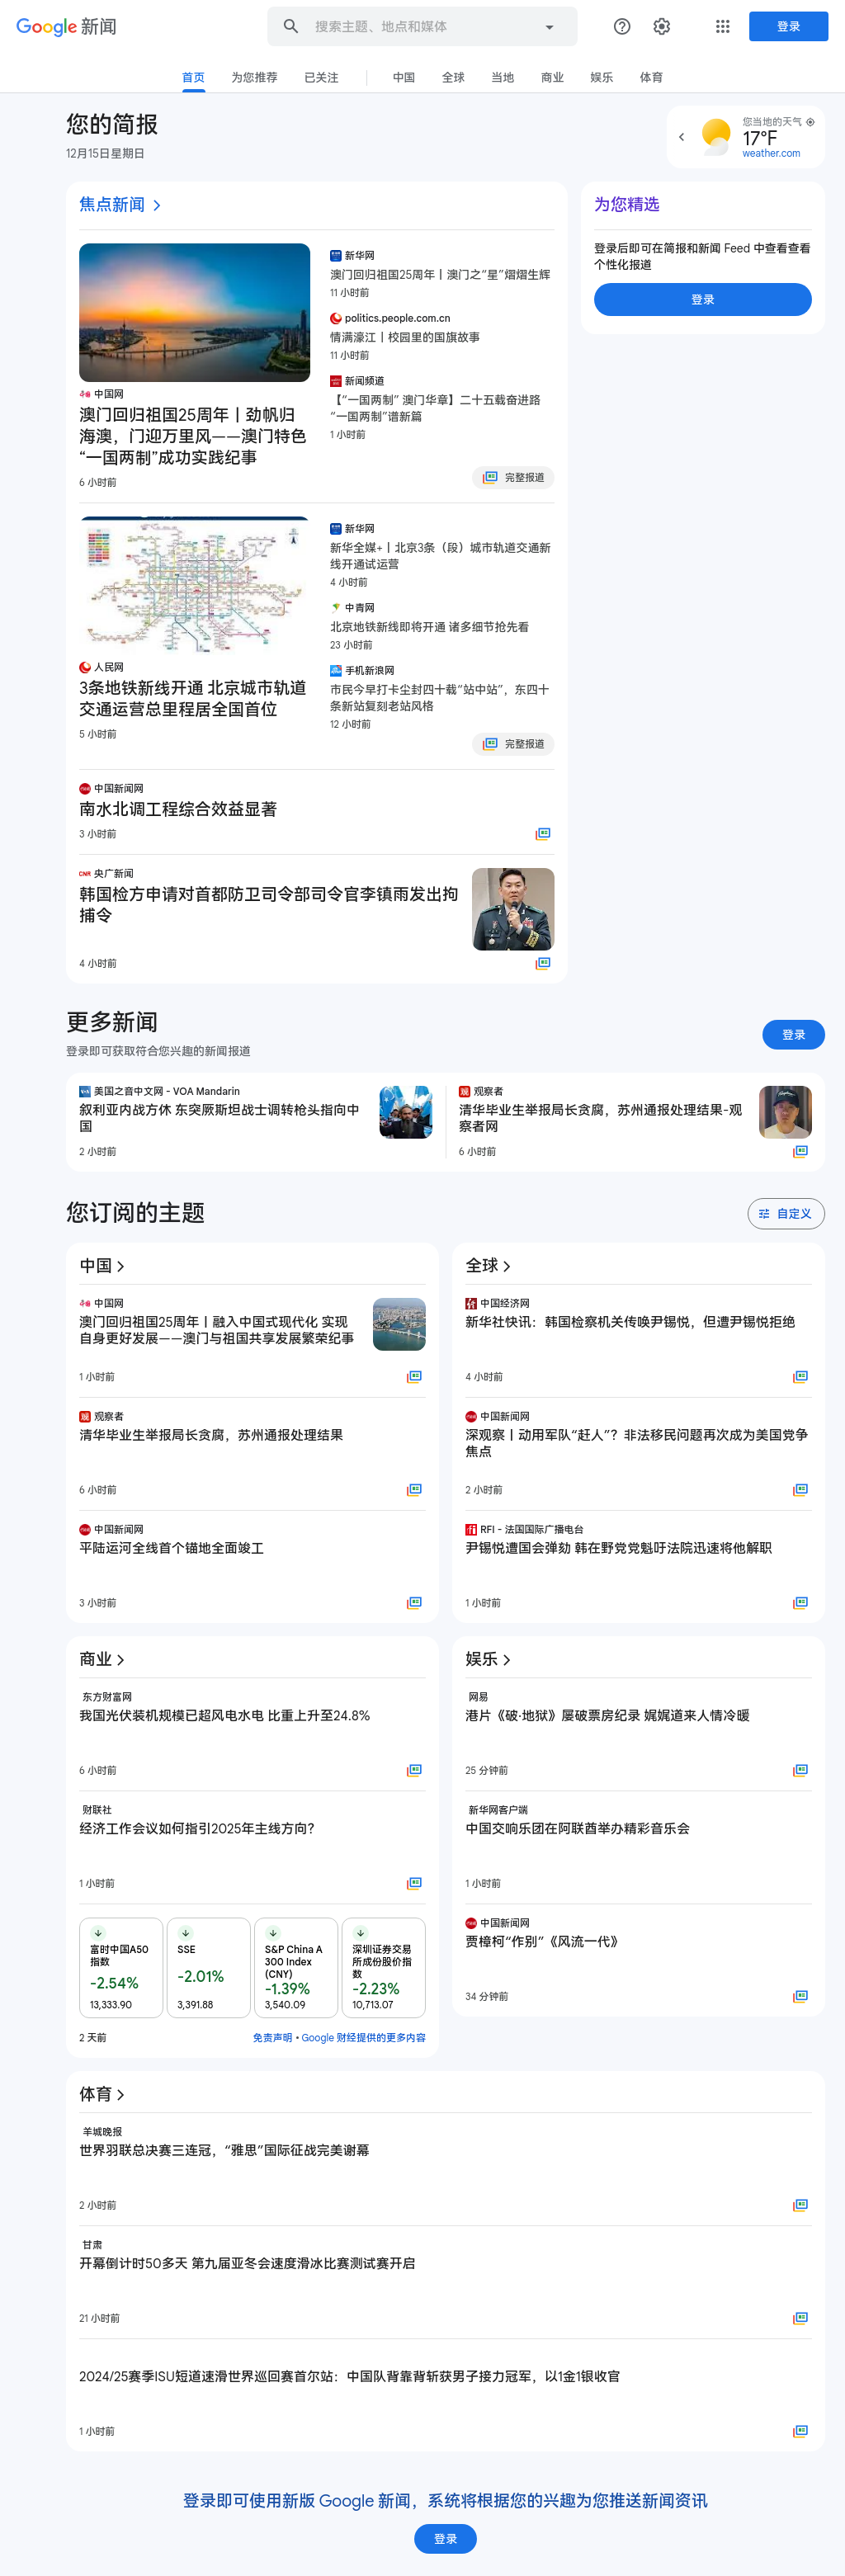 Google 新闻
搜索主题、地点和媒体
登录
首页
为您推荐
已关注
中国
全球
当地
商业
娱乐
体育
您的简报
12月15日星期日
您当地的天气
17°F
weather.com
焦点新闻
中国网
澳门回归祖国25周年丨劲帆归
海澳，门迎万里风——澳门特色
“一国两制”成功实践纪事
6 小时前
新华网
澳门回归祖国25周年丨澳门之“星”熠熠生辉
11 小时前
politics.people.com.cn
情满濠江丨校园里的国旗故事
11 小时前
新闻频道
【“一国两制” 澳门华章】二十五载奋进路
“一国两制”谱新篇
1 小时前
完整报道
人民网
3条地铁新线开通 北京城市轨道
交通运营总里程居全国首位
5 小时前
新华网
新华全媒+丨北京3条（段）城市轨道交通新
线开通试运营
4 小时前
中青网
北京地铁新线即将开通 诸多细节抢先看
23 小时前
手机新浪网
市民今早打卡尘封四十载“站中站”，东四十
条新站复刻老站风格
12 小时前
完整报道
中国新闻网
南水北调工程综合效益显著
3 小时前
央广新闻
韩国检方申请对首都防卫司令部司令官李镇雨发出拘
捕令
4 小时前
为您精选
登录后即可在简报和新闻 Feed 中查看查看
个性化报道
登录
更多新闻
登录即可获取符合您兴趣的新闻报道
登录
美国之音中文网 - VOA Mandarin
叙利亚内战方休 东突厥斯坦战士调转枪头指向中
国
2 小时前
观察者
清华毕业生举报局长贪腐，苏州通报处理结果-观
察者网
6 小时前
您订阅的主题
自定义
中国
中国网
澳门回归祖国25周年丨融入中国式现代化 实现
自身更好发展——澳门与祖国共享发展繁荣纪事
1 小时前
观察者
清华毕业生举报局长贪腐，苏州通报处理结果
6 小时前
中国新闻网
平陆运河全线首个锚地全面竣工
3 小时前
全球
中国经济网
新华社快讯：韩国检察机关传唤尹锡悦，但遭尹锡悦拒绝
4 小时前
中国新闻网
深观察丨动用军队“赶人”？非法移民问题再次成为美国党争
焦点
2 小时前
RFI - 法国国际广播电台
尹锡悦遭国会弹劾 韩在野党党魁吁法院迅速将他解职
1 小时前
商业
东方财富网
我国光伏装机规模已超风电水电 比重上升至24.8%
6 小时前
财联社
经济工作会议如何指引2025年主线方向？
1 小时前
富时中国A50
指数
-2.54%
13,333.90
SSE
-2.01%
3,391.88
S&P China A
300 Index
(CNY)
-1.39%
3,540.09
深圳证券交易
所成份股价指
数
-2.23%
10,713.07
2 天前
免责声明 • Google 财经提供的更多内容
娱乐
网易
港片《破·地狱》屡破票房纪录 娓娓道来人情冷暖
25 分钟前
新华网客户端
中国交响乐团在阿联酋举办精彩音乐会
1 小时前
中国新闻网
贾樟柯“作别”《风流一代》
34 分钟前
体育
羊城晚报
世界羽联总决赛三连冠，“雅思”国际征战完美谢幕
2 小时前
甘肃
开幕倒计时50多天 第九届亚冬会速度滑冰比赛测试赛开启
21 小时前
2024/25赛季ISU短道速滑世界巡回赛首尔站：中国队背靠背斩获男子接力冠军，以1金1银收官
1 小时前
登录即可使用新版 Google 新闻，系统将根据您的兴趣为您推送新闻资讯
登录